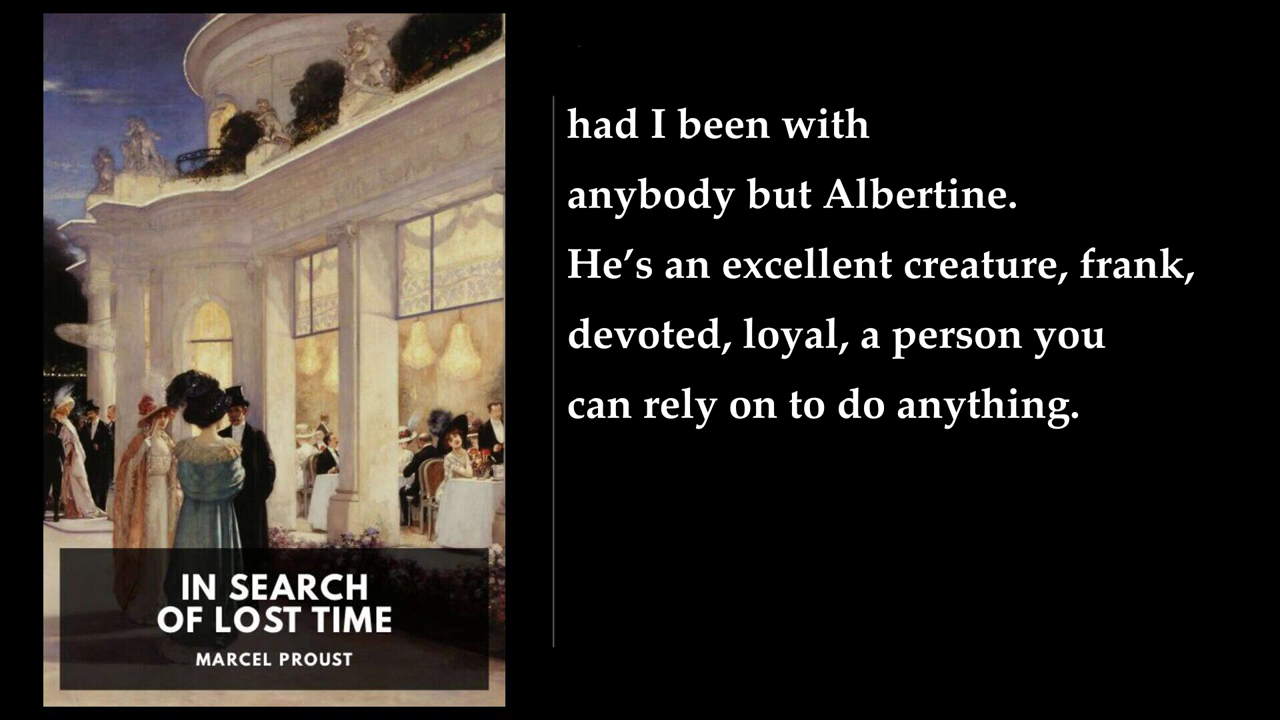 had I been with
anybody but Albertine.
He’s an excellent creature, frank,
devoted, loyal, a person you
can rely on to do anything.
IN SEARCH
OF LOST TIME
MARCEL PROUST